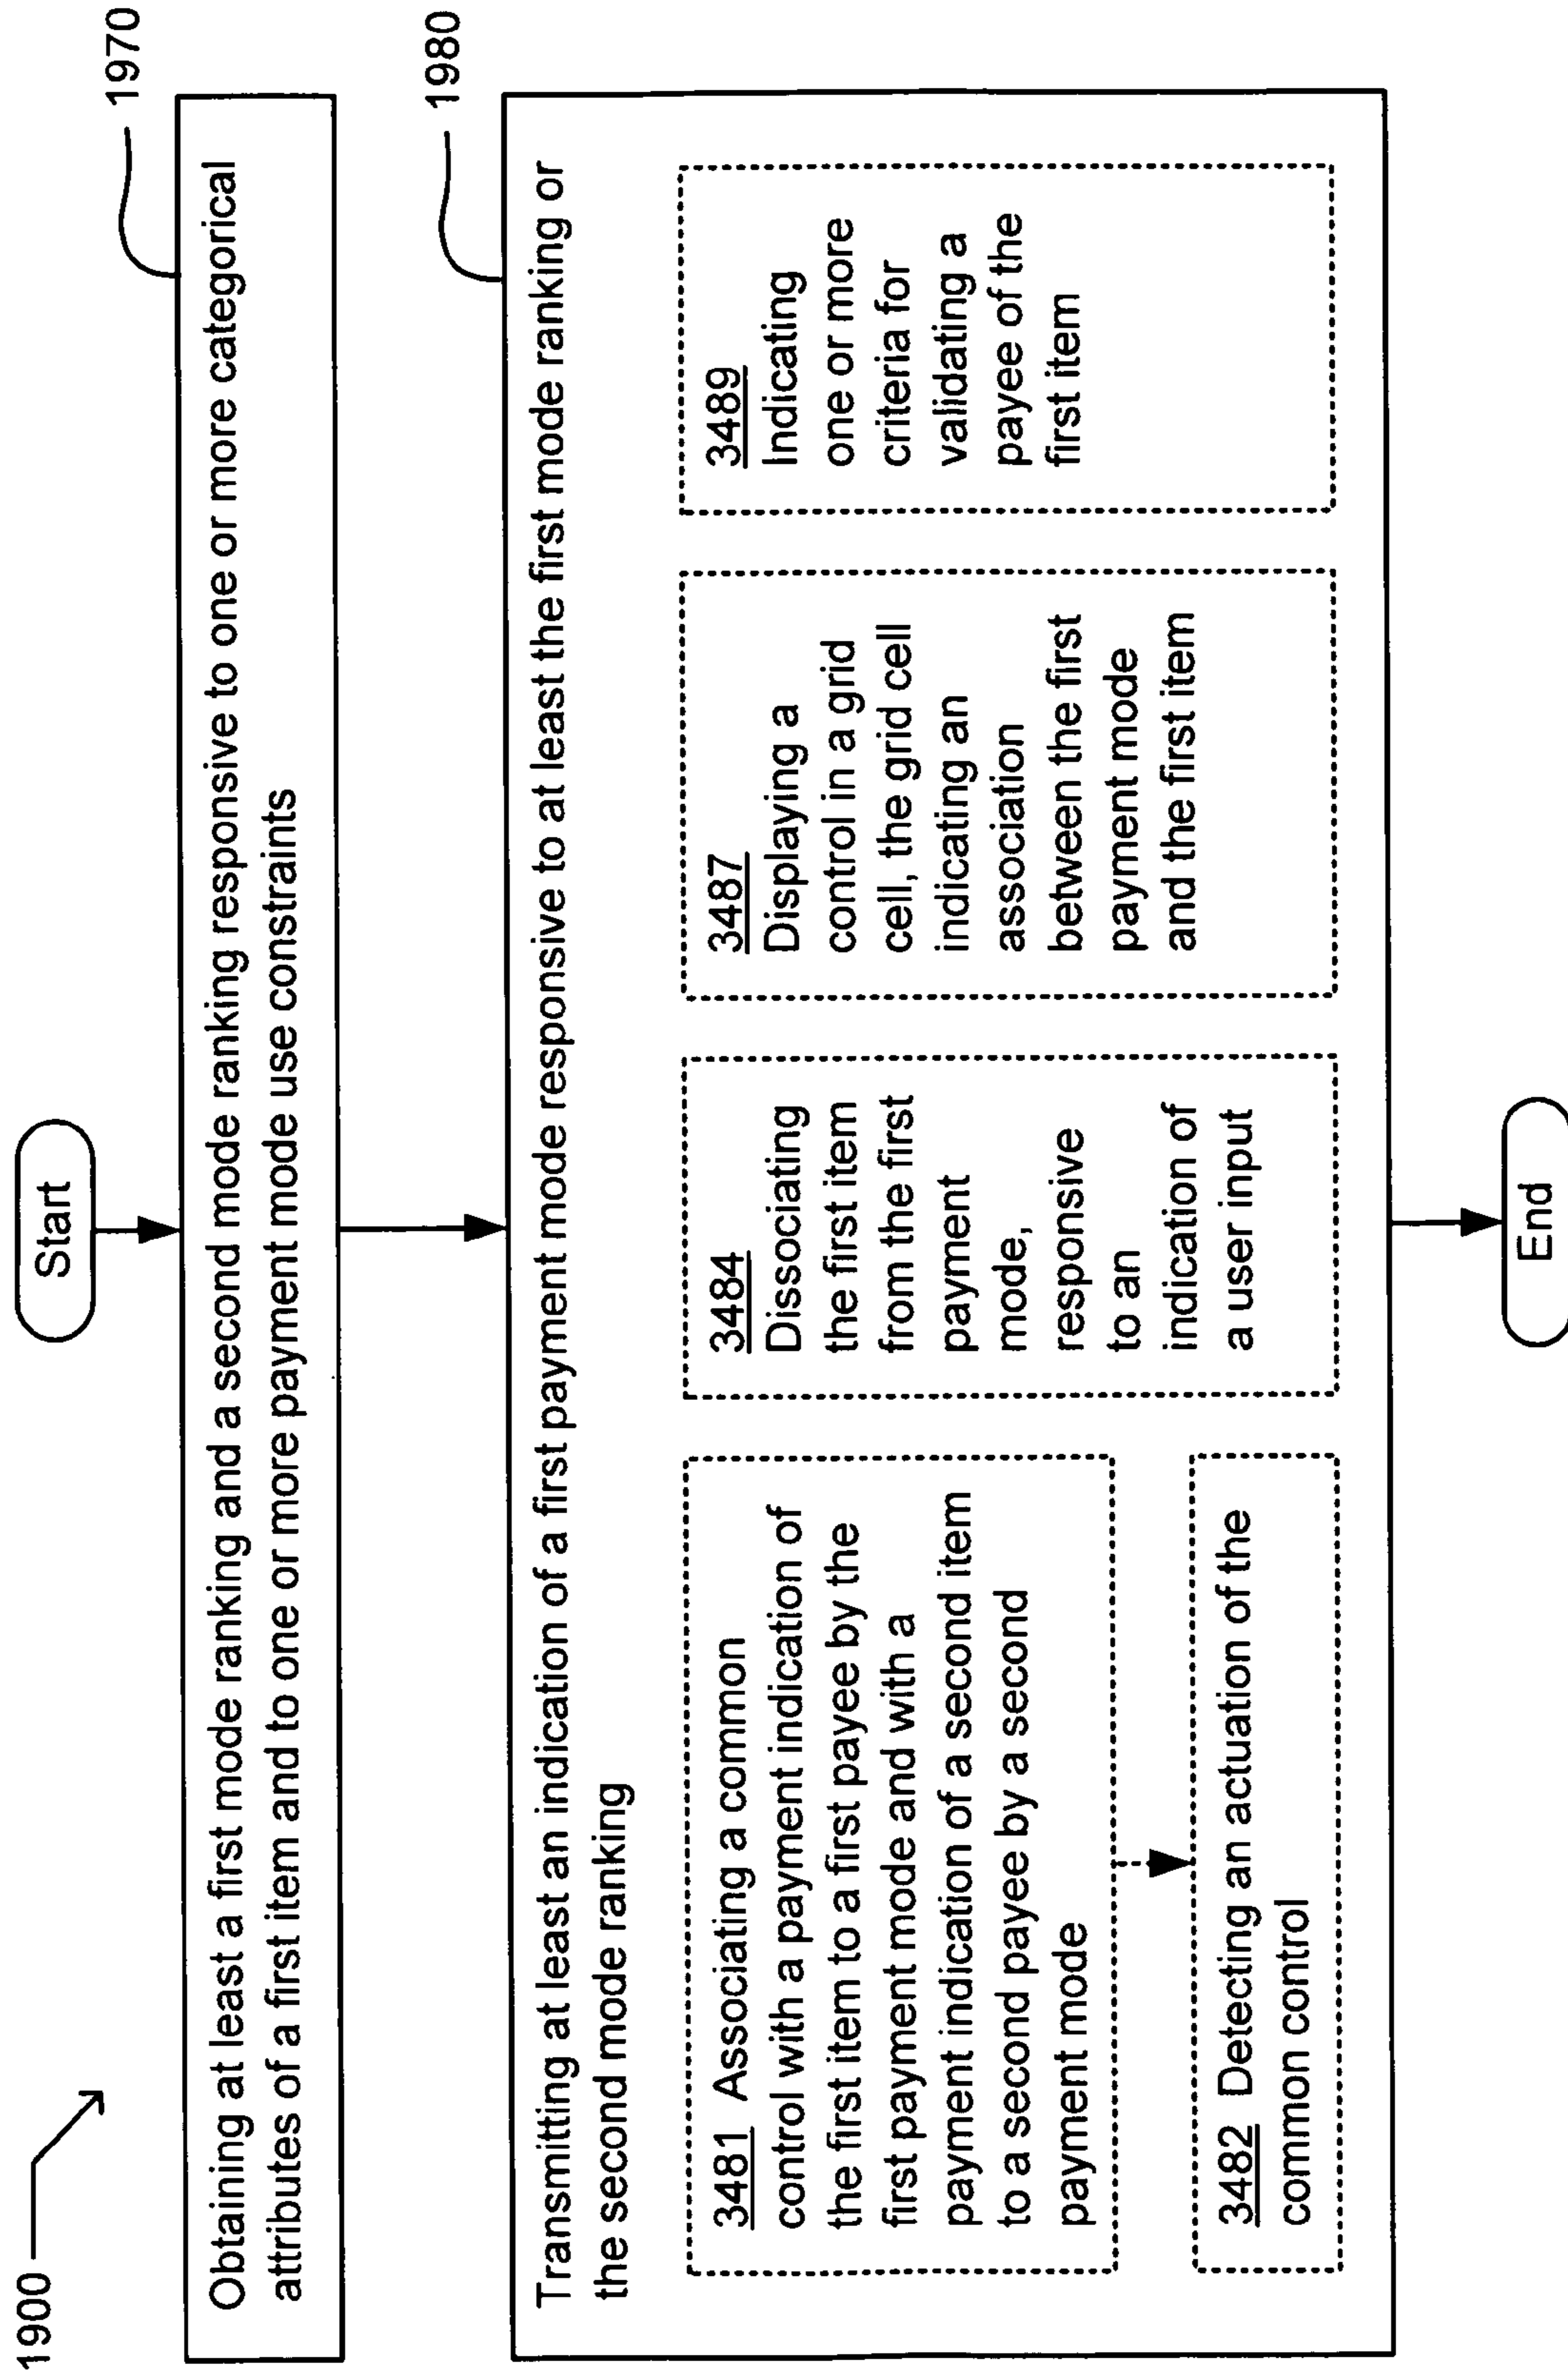 1900
Start
1970
Obtaining at least a first mode ranking and a second mode ranking responsive to one or more categorical
attributes of a first item and to one or more payment mode use constraints
1980
Transmitting at least an indication of a first payment mode responsive to at least the first mode ranking or
the second mode ranking
3481 Associating a common
control with a payment indication of
the first item to a first payee by the
first payment mode and with a
payment indication of a second item
to a second payee by a second
payment mode
3482 Detecting an actuation of the
common control
3484
Dissociating
the first item
from the first
payment
mode,
responsive
to an
indication of
a user input
3487
Displaying a
control in a grid
cell, the grid cell
indicating an
association
between the first
payment mode
and the first item
3489
Indicating
one or more
criteria for
validating a
payee of the
first item
End